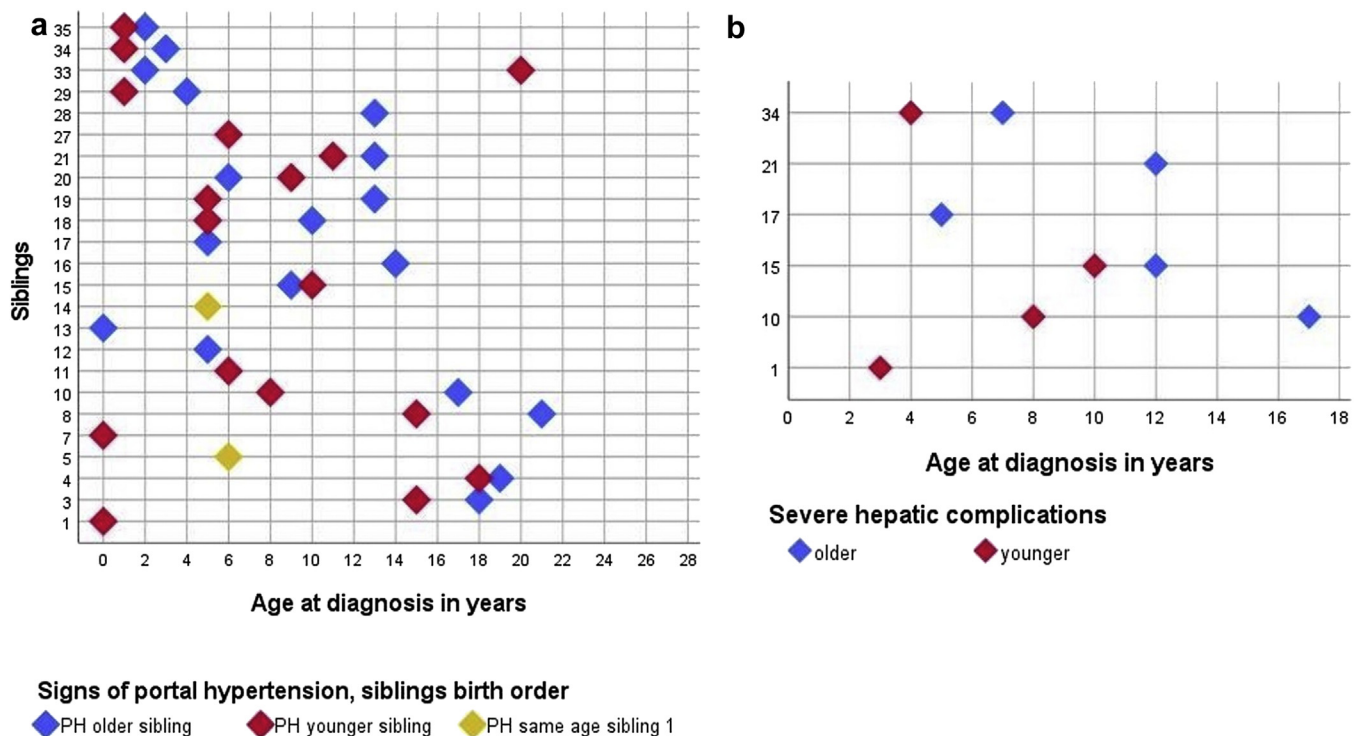 a
Siblings
35
34
33
29
28
27
21
20
19
18
17
16
15
14
13
12
11
10
8
7
5
4
3
1
0 2 4 6 8 10 12 14 16 18 20 22 24 26 28
Age at diagnosis in years
Signs of portal hypertension, siblings birth order
PH older sibling PH younger sibling PH same age sibling 1
b
34
21
17
15
10
1
0 2 4 6 8 10 12 14 16 18
Age at diagnosis in years
Severe hepatic complications
older younger